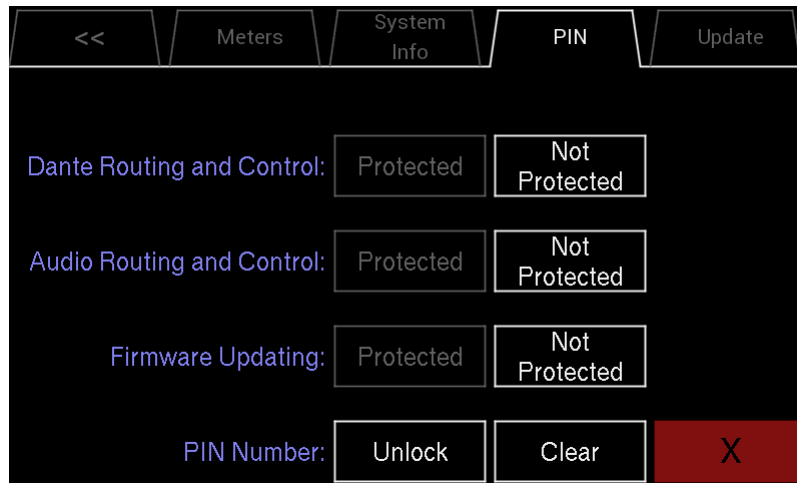 << Meters System Info PIN Update
Dante Routing and Control: Protected Not Protected
Audio Routing and Control: Protected Not Protected
Firmware Updating: Protected Not Protected
PIN Number: Unlock Clear X